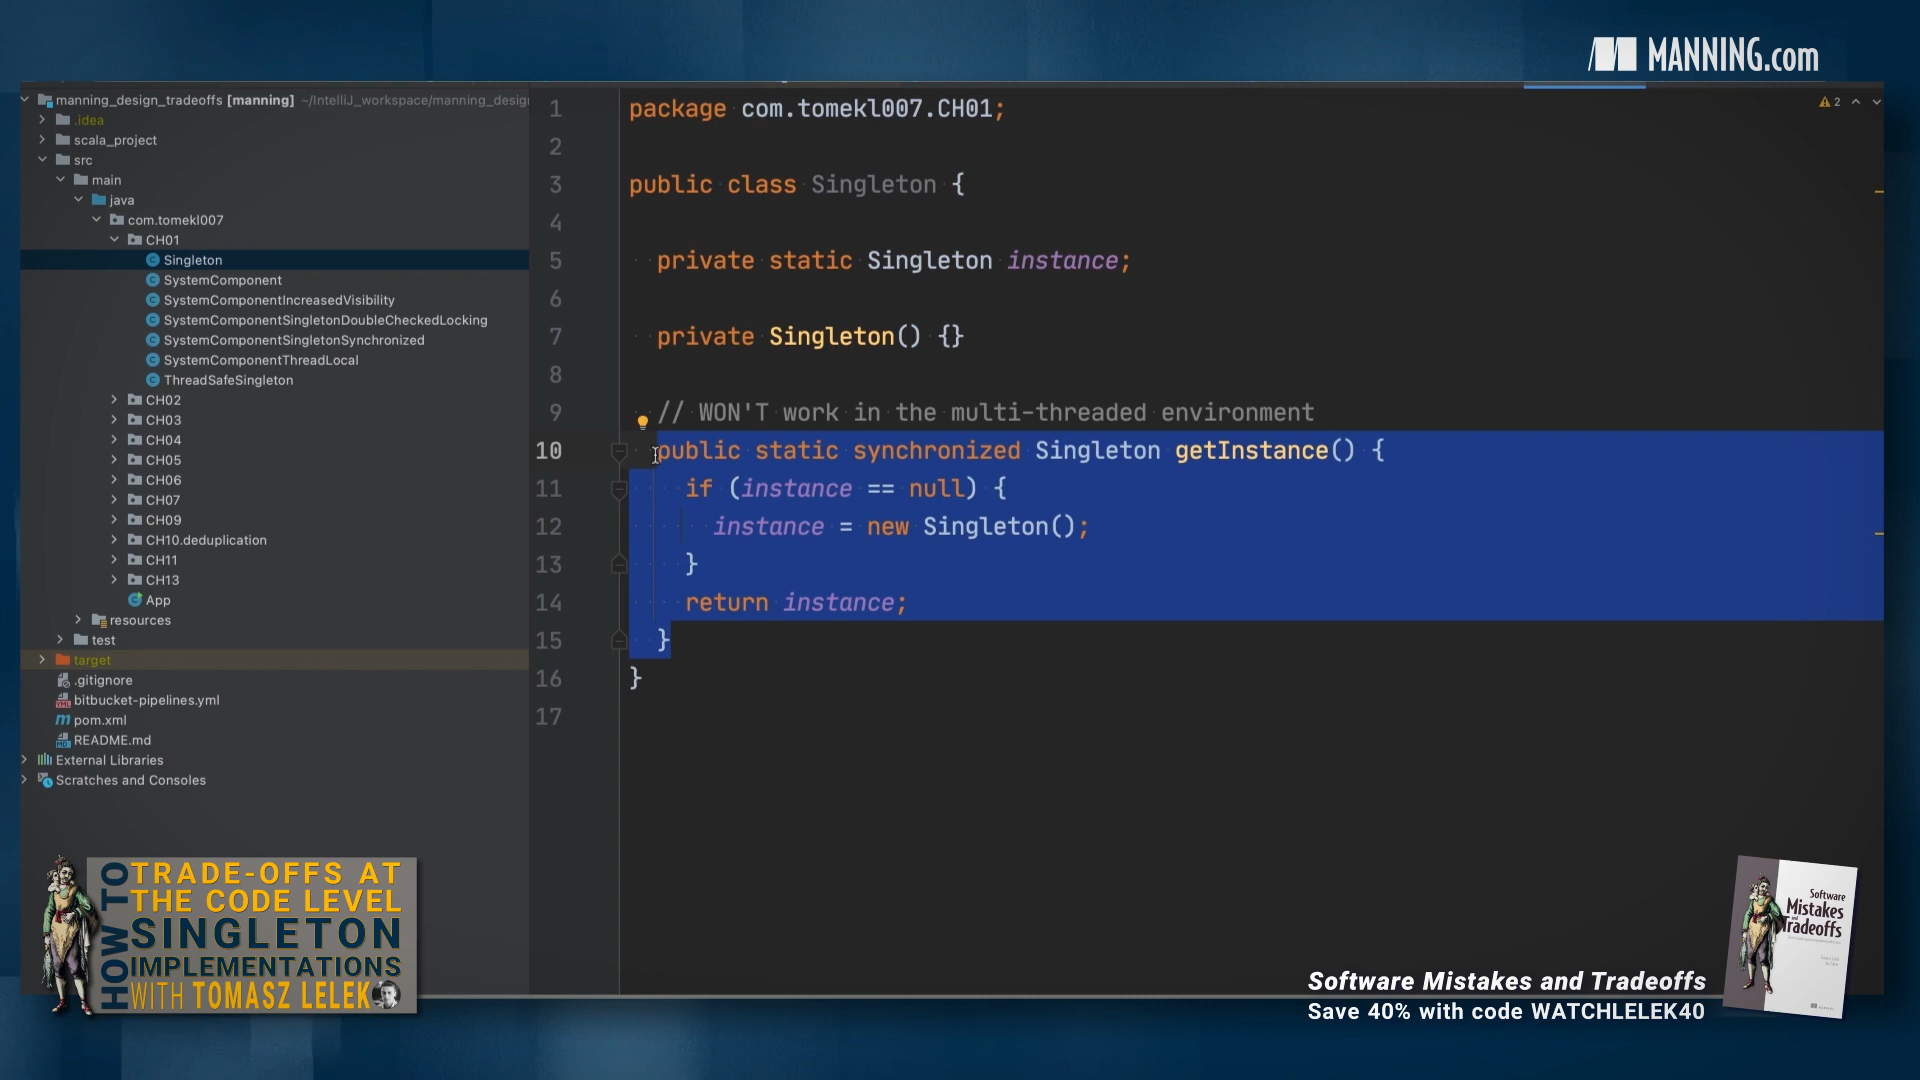 MANNING.com
manning_design_tradeoffs [manning] ~/IntelliJ_workspace/manning_desig
.idea
scala_project
src
main
java
com.tomekl007
CH01
Singleton
SystemComponent
SystemComponentIncreasedVisibility
SystemComponentSingletonDoubleCheckedLocking
SystemComponentSingletonSynchronized
SystemComponentThreadLocal
ThreadSafeSingleton
CH02
CH03
CH04
CH05
CH06
CH07
CH09
CH10.deduplication
CH11
CH13
App
resources
test
target
.gitignore
bitbucket-pipelines.yml
pom.xml
README.md
External Libraries
Scratches and Consoles
2
1 package com.tomekl007.CH01;
2
3 public class Singleton {
4
5 private static Singleton instance;
6
7 private Singleton() {}
8
9 // WON'T work in the multi-threaded environment
10 public static synchronized Singleton getInstance() {
11 if (instance == null) {
12 instance = new Singleton();
13 }
14 return instance;
15 }
16 }
17
HOW TO
TRADE-OFFS AT
THE CODE LEVEL
SINGLETON
IMPLEMENTATIONS
WITH TOMASZ LELEK
Software Mistakes and Tradeoffs
Save 40% with code WATCHLELEK40
Software
Mistakes
and
Tradeoffs